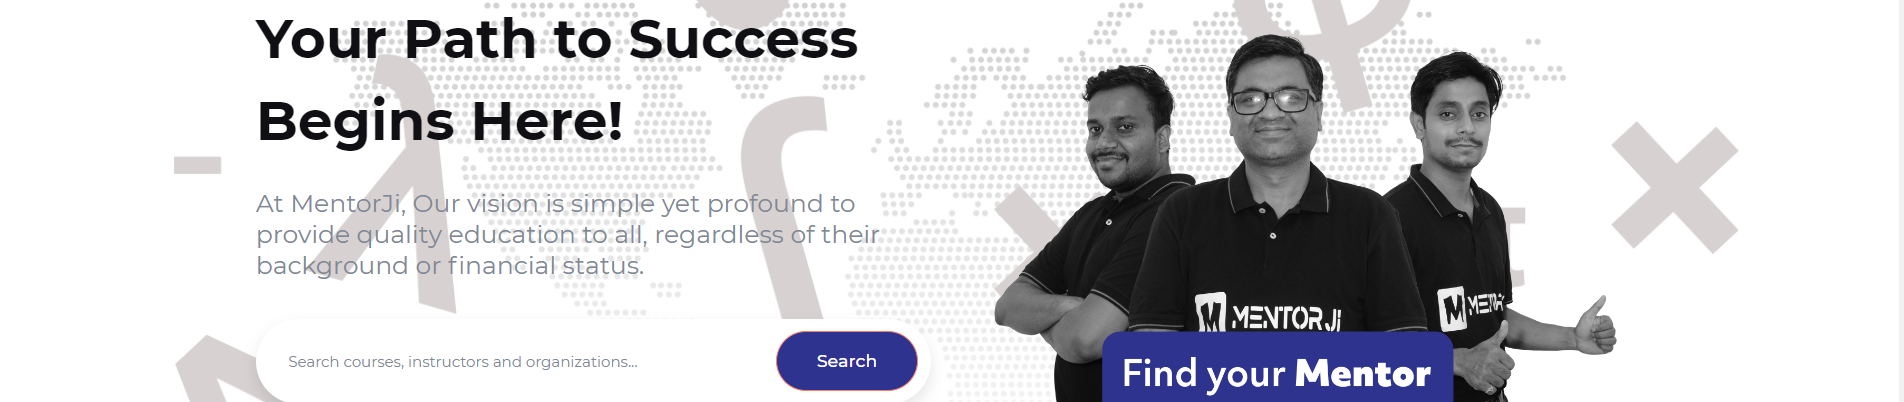 Your Path to Success
Begins Here!
At MentorJi, Our vision is simple yet profound to
provide quality education to all, regardless of their
background or financial status.
Search courses, instructors and organizations...
Search
MENTORJi
Find your Mentor